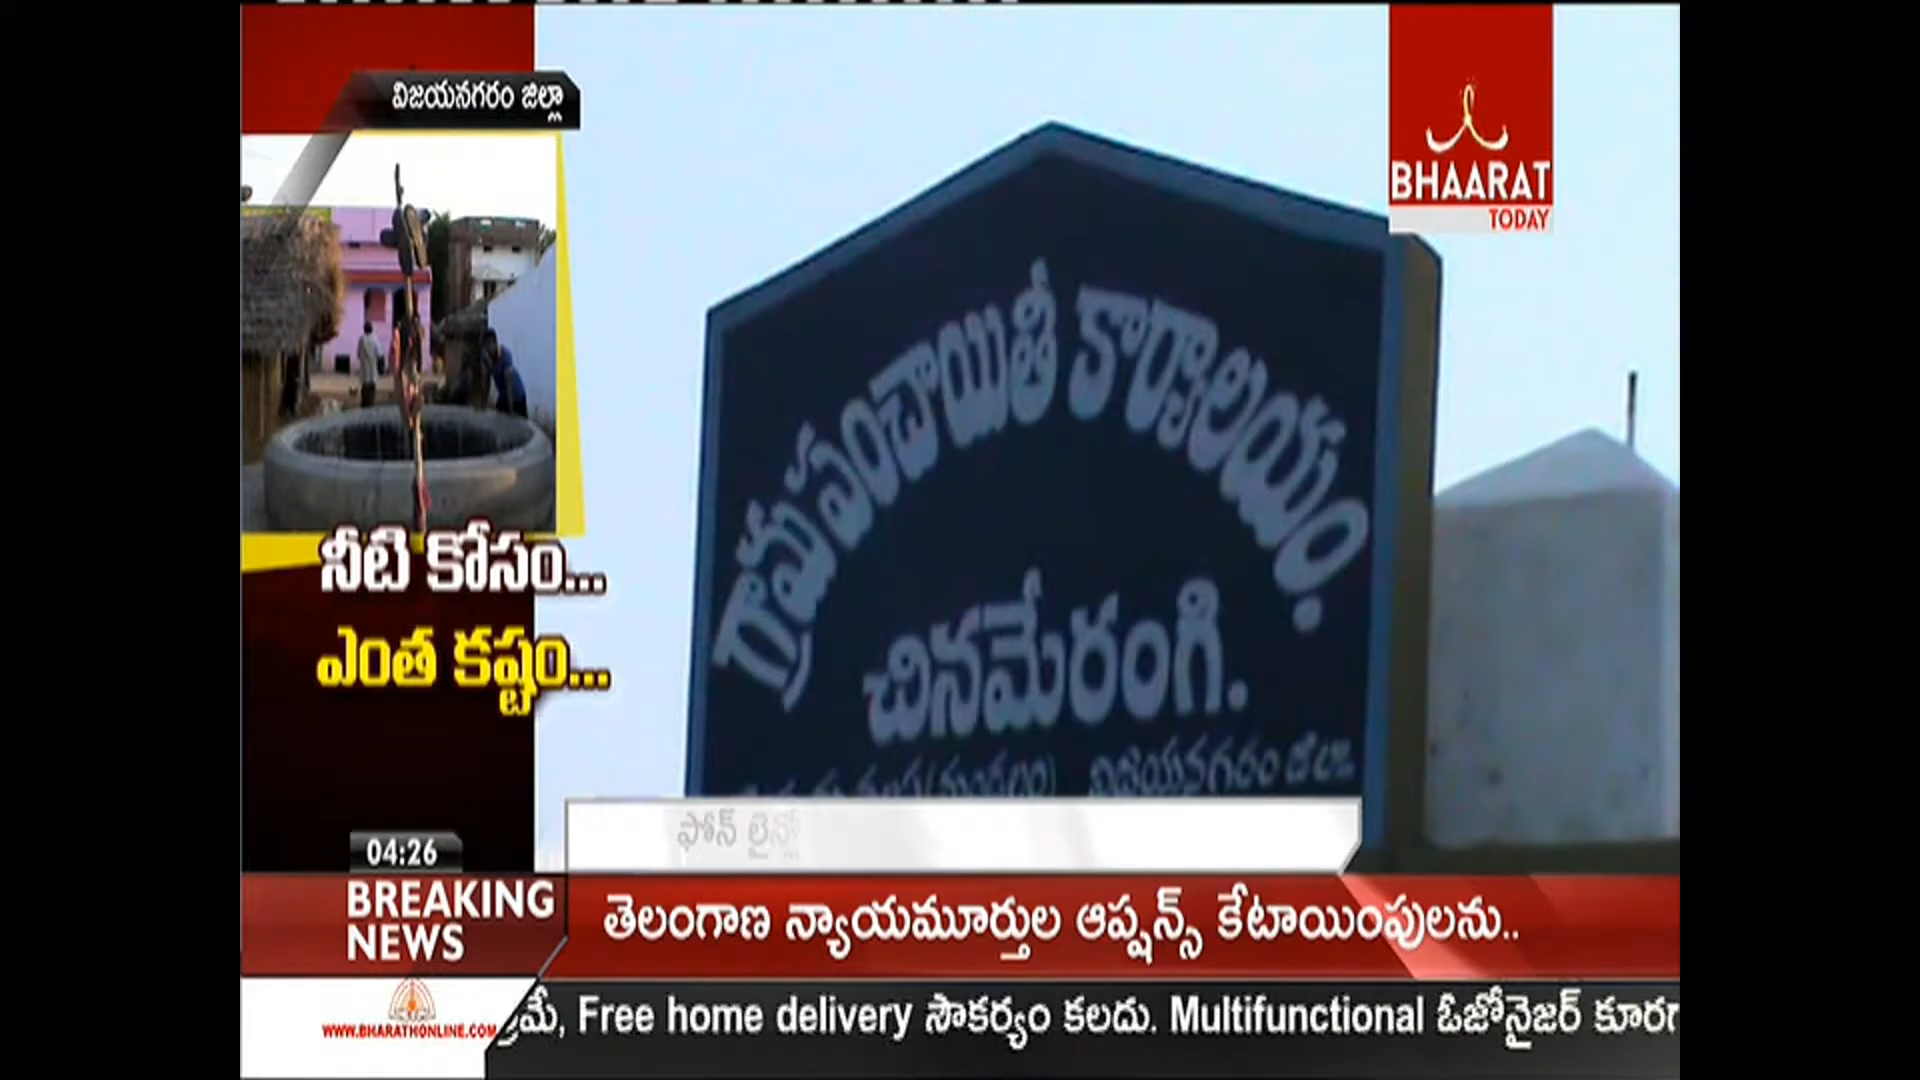 విజయనగరం జిల్లా
BHAARAT
TODAY
గ్రామ పంచాయితీ కార్యాలయం.
చినమేరంగి.
(మండలం) విజయనగరం జిల్లా
నీటి కోసం...
ఎంత కష్టం...
ఫోన్ లైన్లో
04:26
BREAKING
NEWS
తెలంగాణ న్యాయమూర్తుల ఆప్షన్స్ కేటాయింపులను..
WWW.BHARATHONLINE.COM
Free home delivery సౌకర్యం కలదు. Multifunctional ఓజోనైజర్